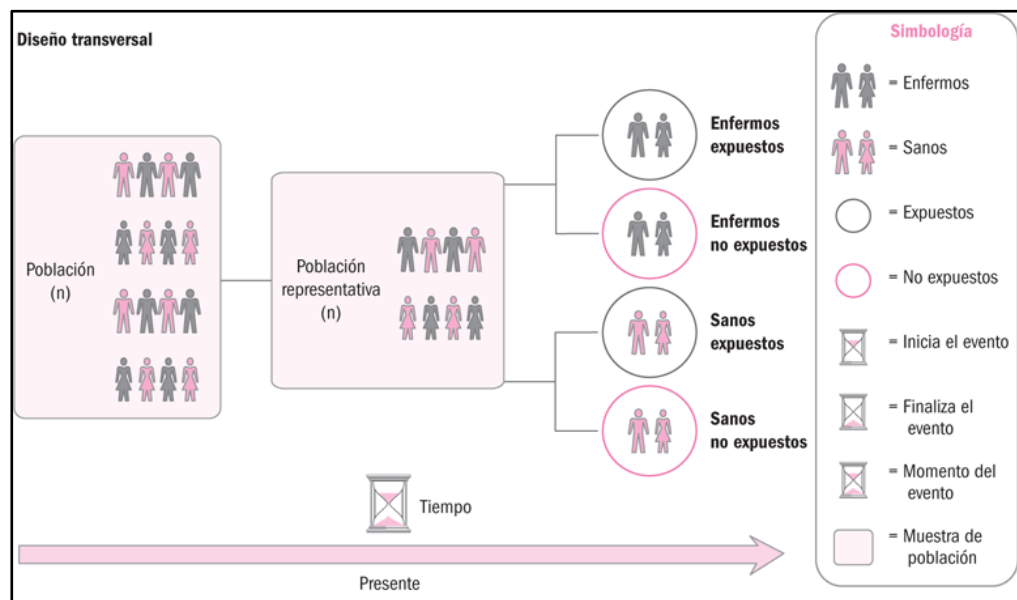 Diseño transversal
Población
(n)
Población
representativa
(n)
Enfermos
expuestos
Enfermos
no expuestos
Sanos
expuestos
Sanos
no expuestos
Tiempo
Presente
Simbología
= Enfermos
= Sanos
= Expuestos
= No expuestos
= Inicia el evento
= Finaliza el
evento
= Momento del
evento
= Muestra de
población